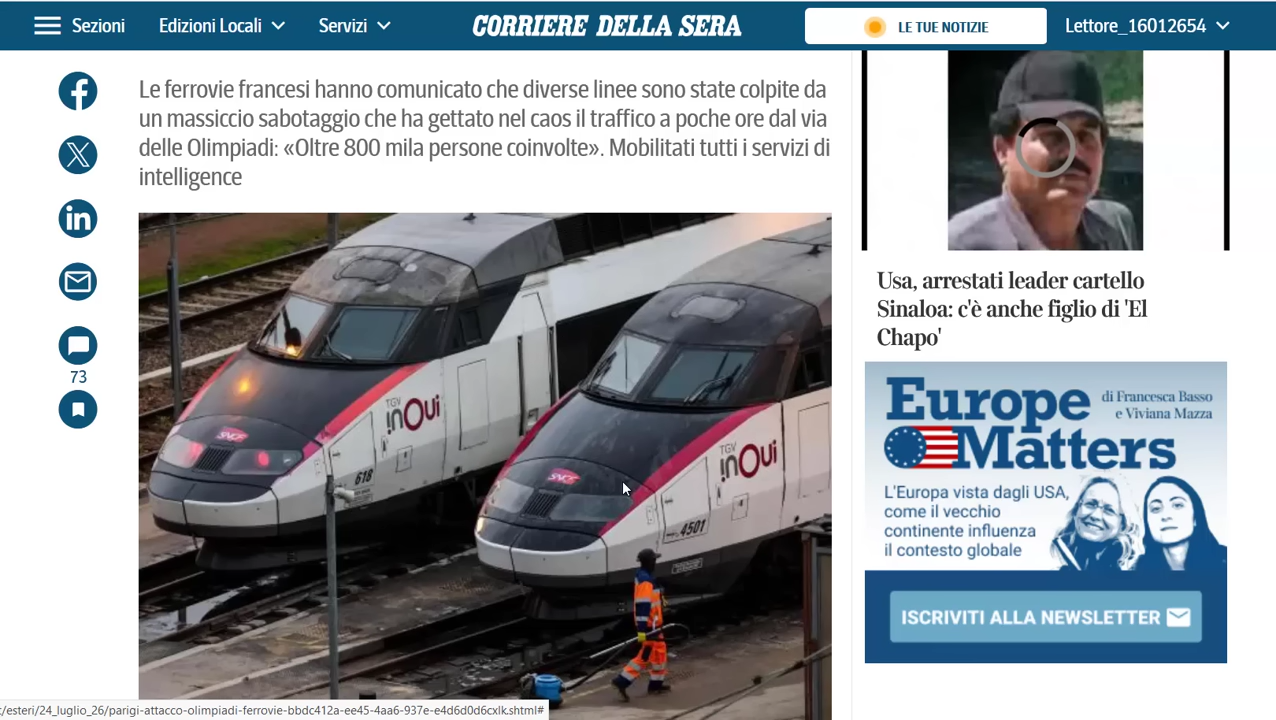 Sezioni
Edizioni Locali
Servizi
CORRIERE DELLA SERA
LE TUE NOTIZIE
Lettore_16012654
Le ferrovie francesi hanno comunicato che diverse linee sono state colpite da
un massiccio sabotaggio che ha gettato nel caos il traffico a poche ore dal via
delle Olimpiadi: «Oltre 800 mila persone coinvolte». Mobilitati tutti i servizi di
intelligence
73
TGV
inOui
SNCF
618
TGV
inOui
SNCF
4501
Usa, arrestati leader cartello
Sinaloa: c'è anche figlio di 'El
Chapo'
Europe
Matters
di Francesca Basso
e Viviana Mazza
L'Europa vista dagli USA,
come il vecchio
continente influenza
il contesto globale
ISCRIVITI ALLA NEWSLETTER
/esteri/24_luglio_26/parigi-attacco-olimpiadi-ferrovie-bbdc412a-ee45-4aa6-937e-e4d6d0d6cxlk.shtml#